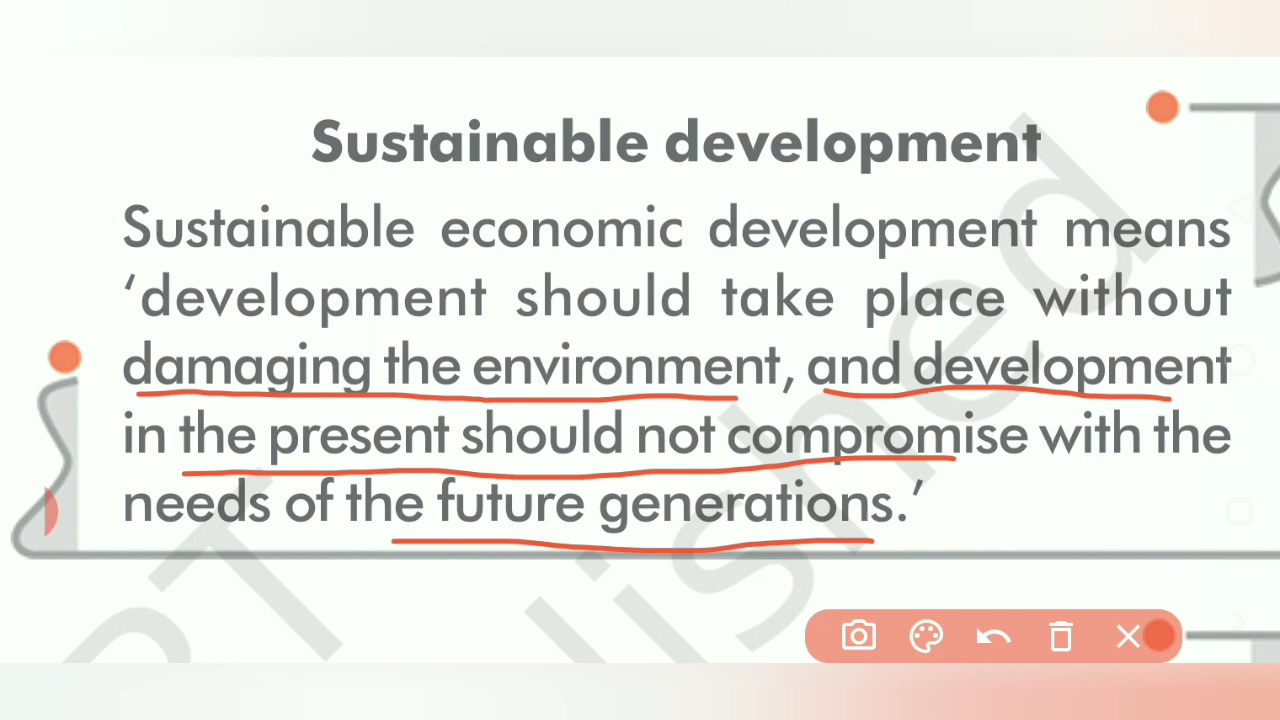 Sustainable development
Sustainable economic development means
‘development should take place without
damaging the environment, and development
in the present should not compromise with the
needs of the future generations.’